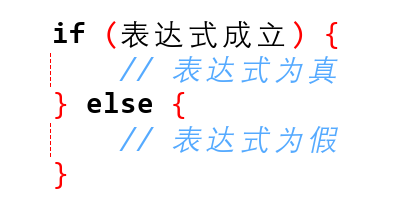 if (表达式成立) {
// 表达式为真
} else {
// 表达式为假
}